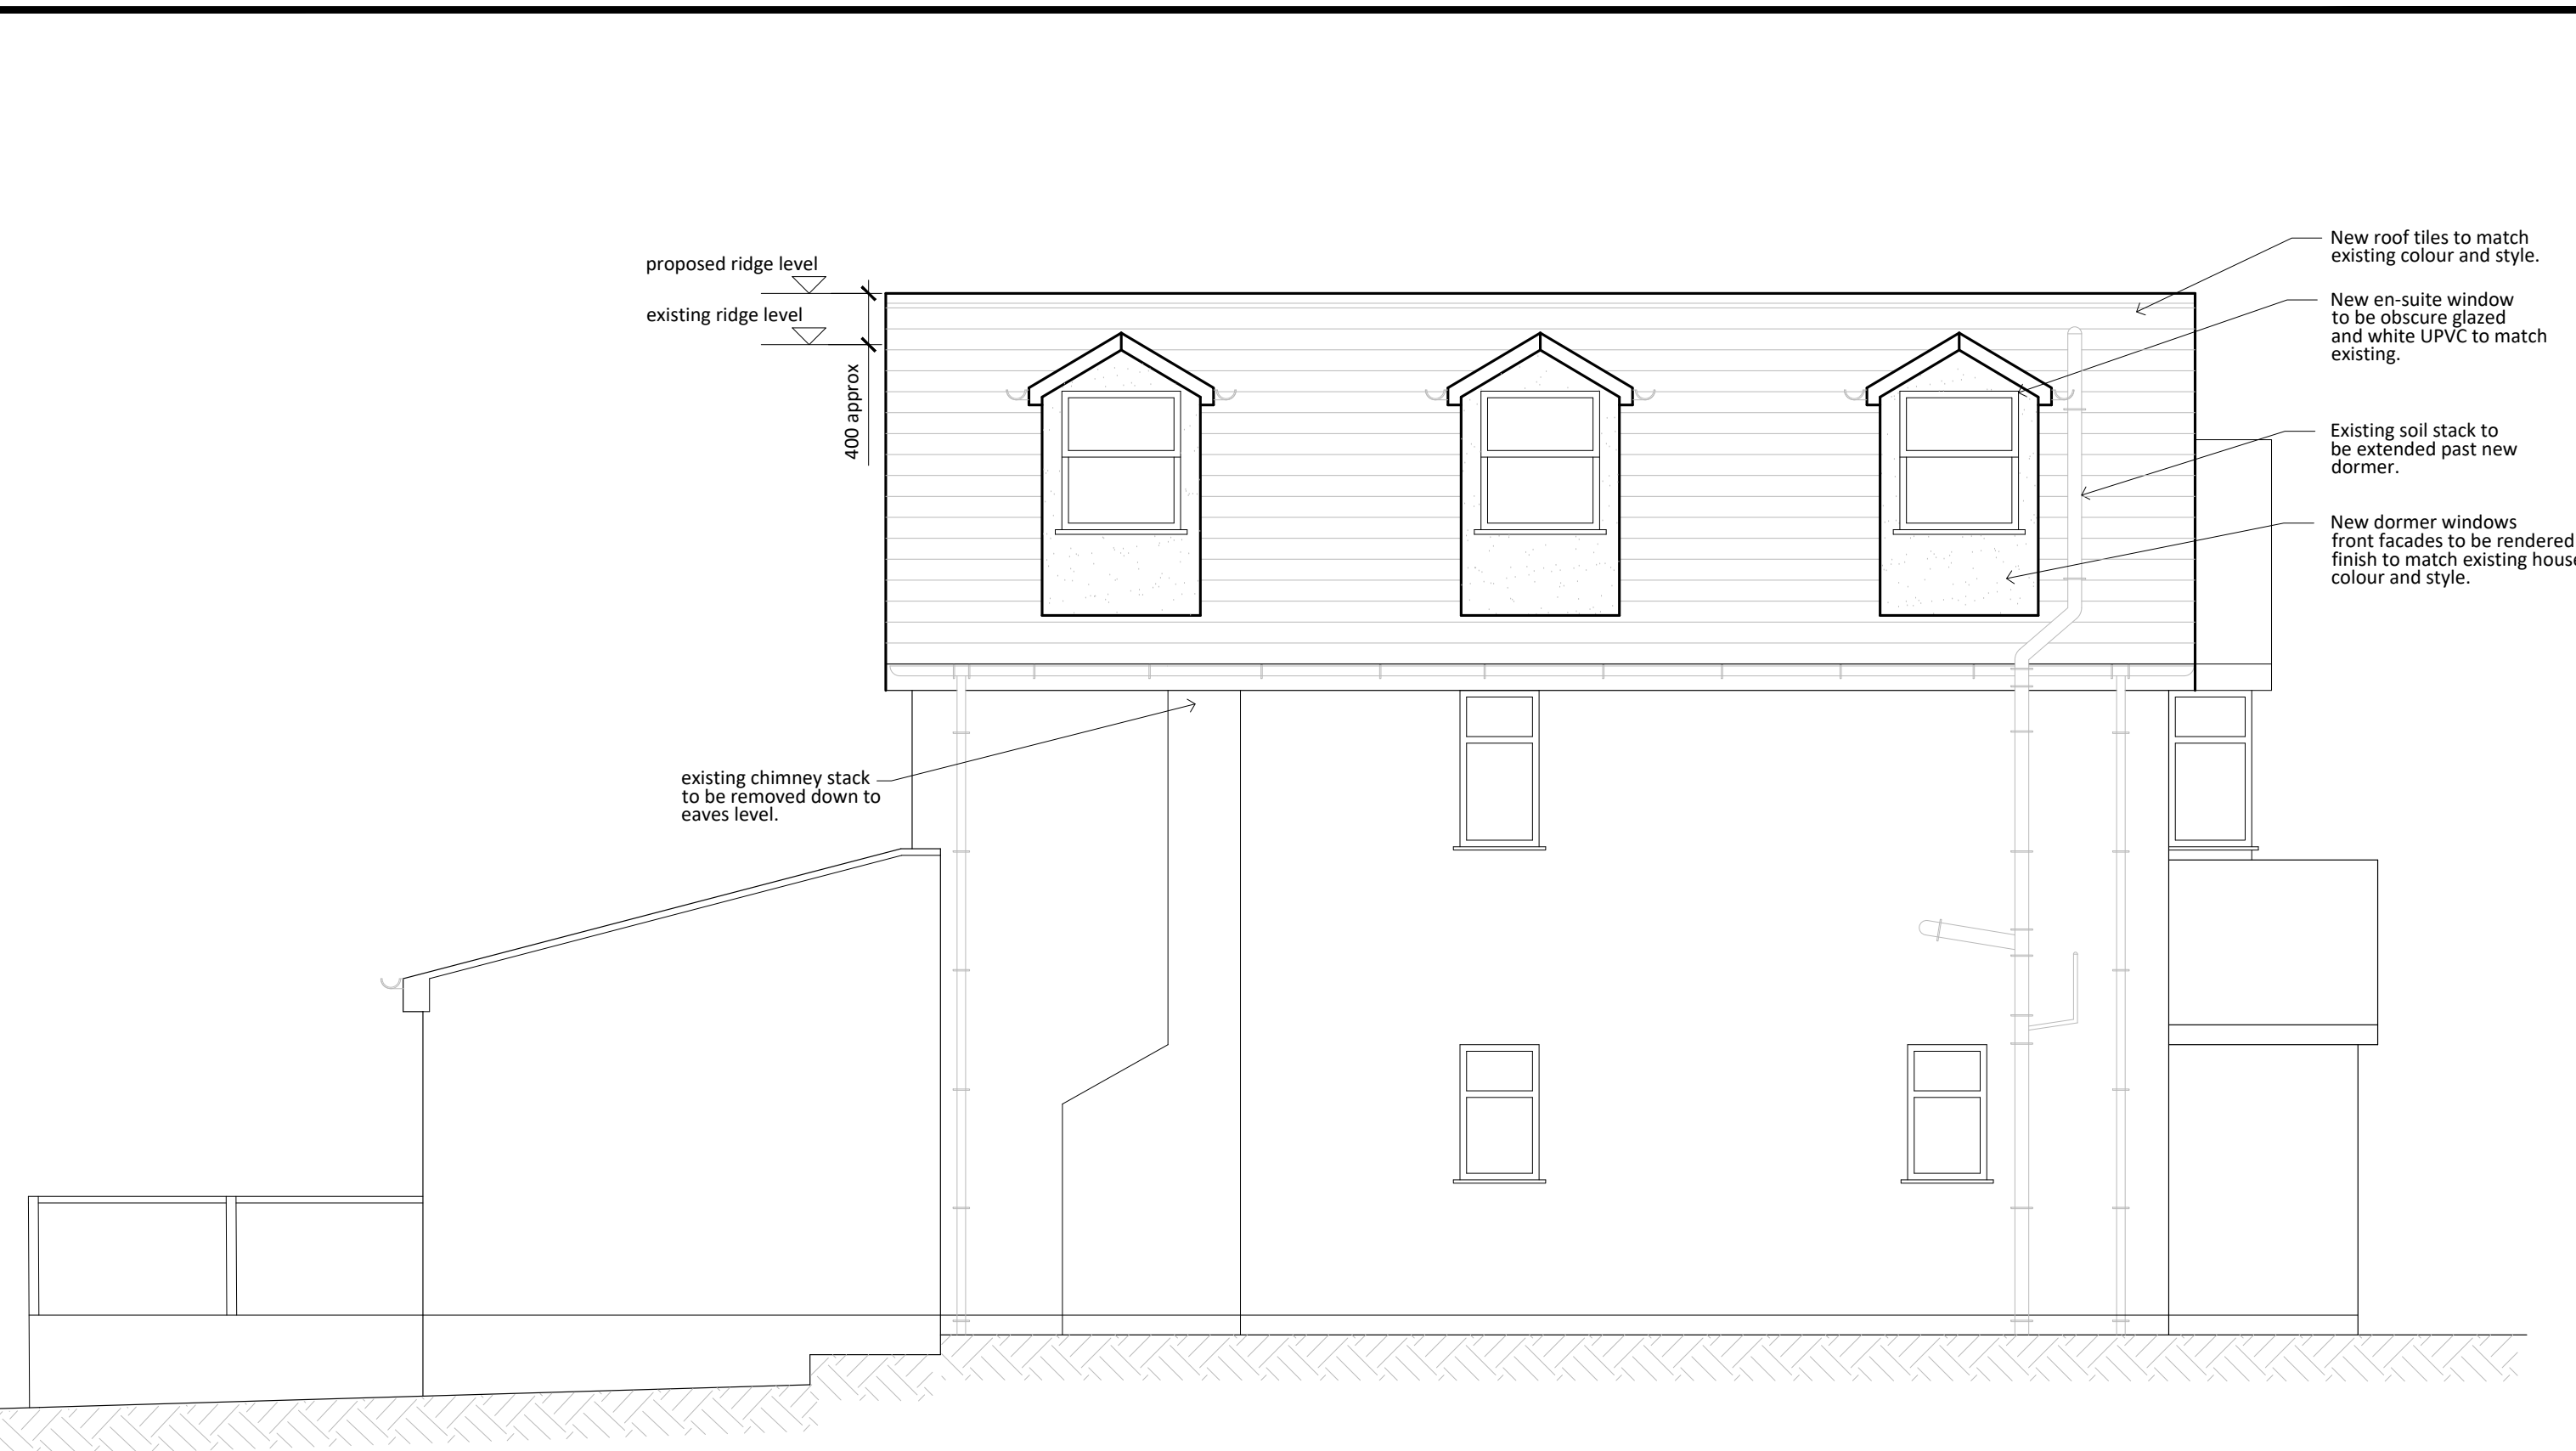 proposed ridge level
existing ridge level
400 approx
New roof tiles to match
existing colour and style.
New en-suite window
to be obscure glazed
and white UPVC to match
existing.
Existing soil stack to
be extended past new
dormer.
New dormer windows
front facades to be rendered
finish to match existing house
colour and style.
existing chimney stack
to be removed down to
eaves level.